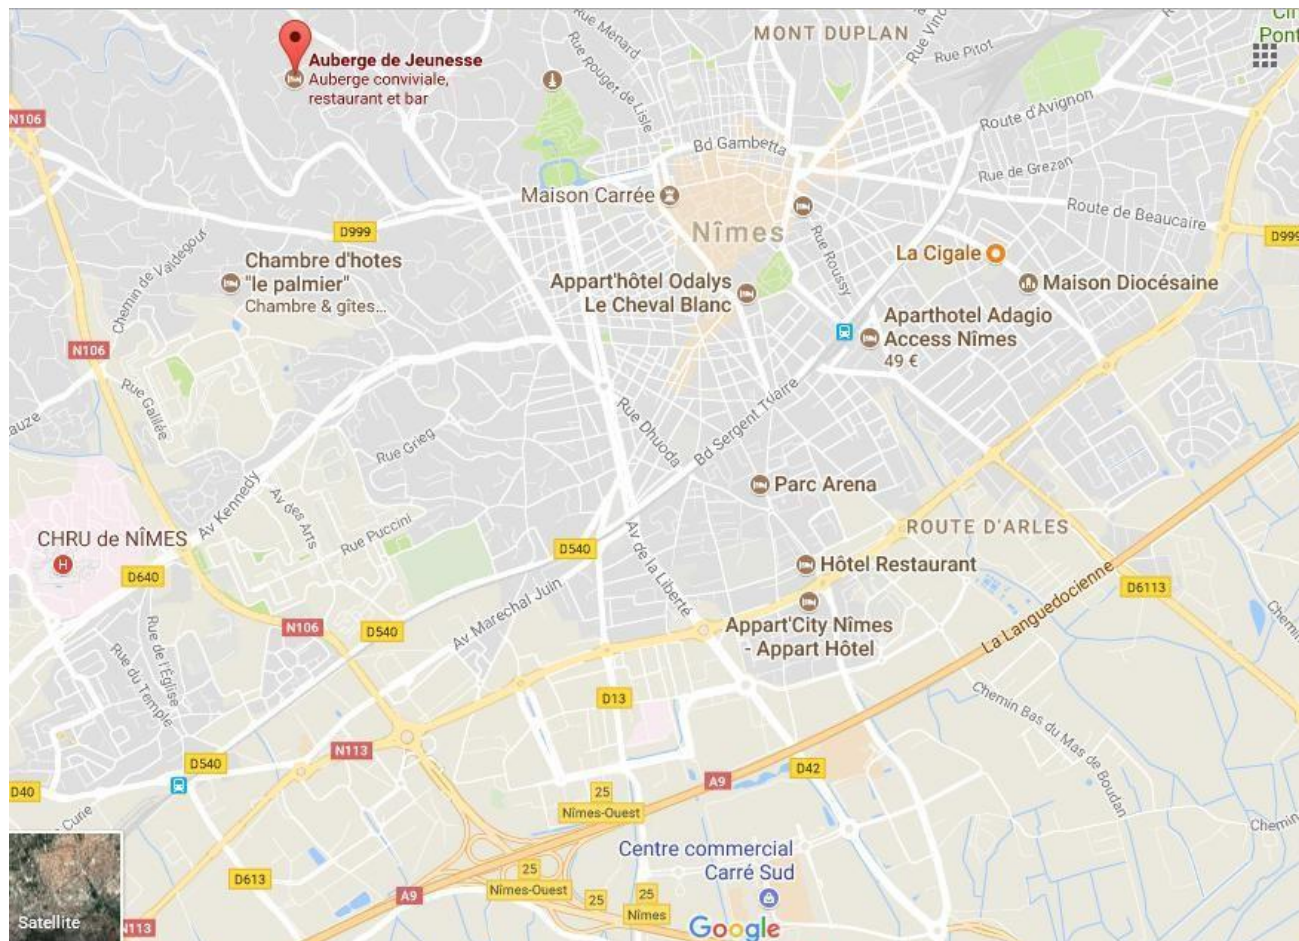 Rue Ménard
MONT DUPLAN
Rue Pitot
Pont
Auberge de Jeunesse
Auberge conviviale,
restaurant et bar
Rue Rouget de Lisle
N106
Route d'Avignon
Bd Gambetta
Rue de Grezan
Maison Carrée
Route de Beaucaire
Nîmes
D999
D999
Chemin de Valdegour
Chambre d'hotes
"le palmier"
Chambre & gîtes...
Rue Roussy
La Cigale
Appart'hôtel Odalys
Le Cheval Blanc
Maison Diocésaine
Aparthotel Adagio
Access Nîmes
49 €
N106
Rue Galilée
Rue Dhuoda
Bd Sergent Triaire
Rue Grieg
Av Kennedy
Parc Arena
Av des Arts
Rue Puccini
CHRU de NÎMES
H
ROUTE D'ARLES
D540
Av de la Liberté
Hôtel Restaurant
D640
D6113
La Languedocienne
Av Marechal Juin
N106
D540
Appart'City Nîmes
- Appart Hôtel
Rue de l'Église
Rue du Temple
D13
Chemin Bas du Mas de Boudan
N113
D540
D42
A9
D40
Curie
25
Nîmes-Ouest
Chemin
Centre commercial
Carré Sud
25
Nîmes-Ouest
D613
A9
25
25
Nîmes
Satellite
N113
Google